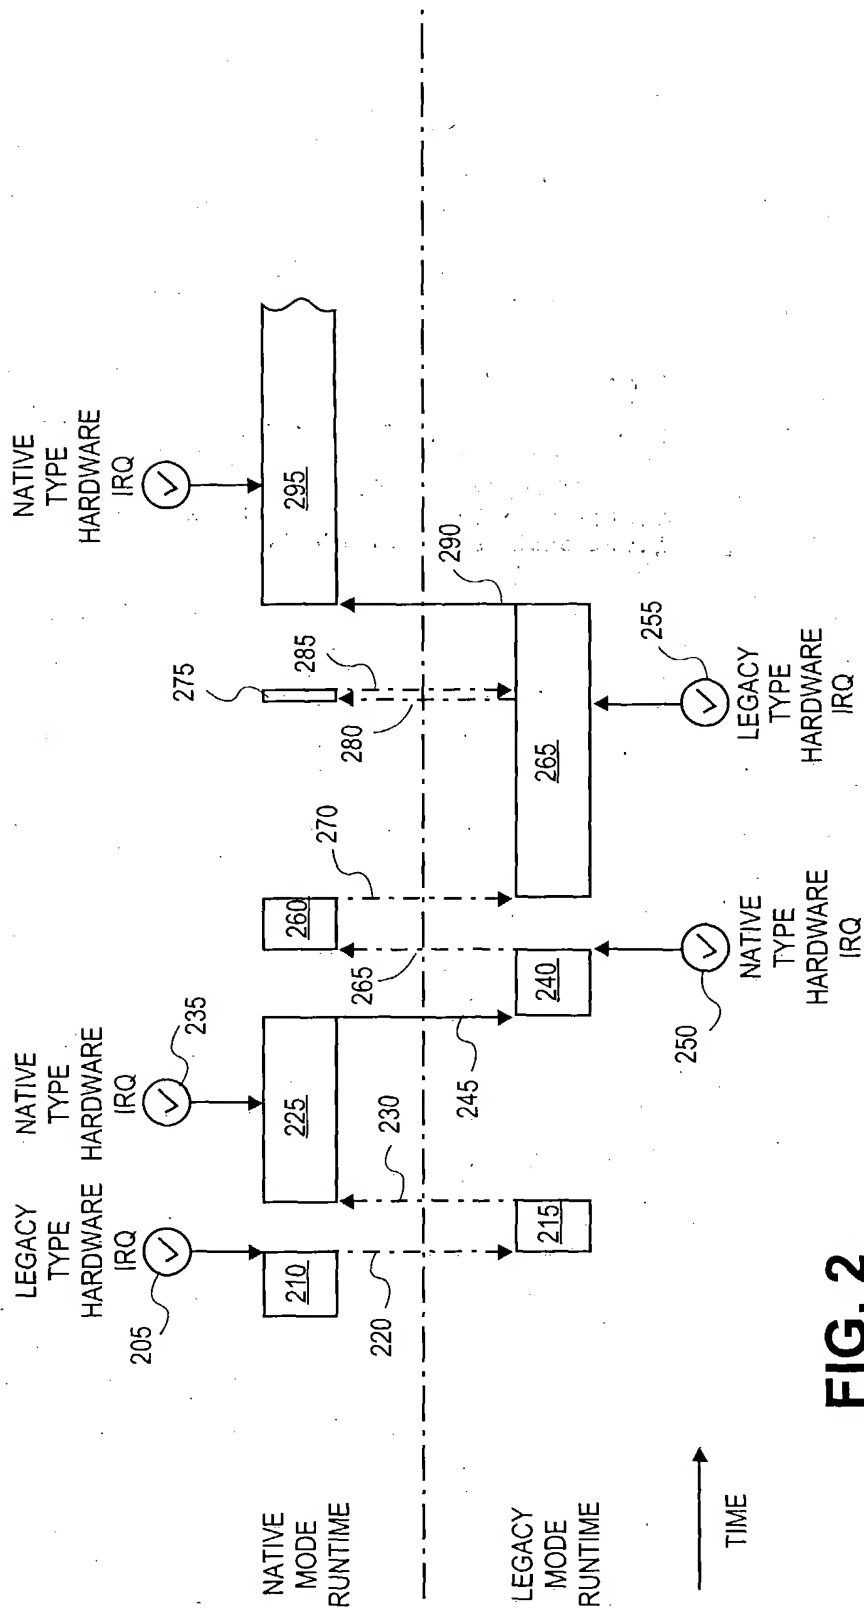 LEGACY
TYPE
HARDWARE
IRQ
205
NATIVE
TYPE
HARDWARE
IRQ
235
NATIVE
TYPE
HARDWARE
IRQ
NATIVE
MODE
RUNTIME
210
225
260
275
295
220
230
245
265
270
280
285
290
LEGACY
MODE
RUNTIME
215
240
265
250
NATIVE
TYPE
HARDWARE
IRQ
255
LEGACY
TYPE
HARDWARE
IRQ
TIME
FIG. 2